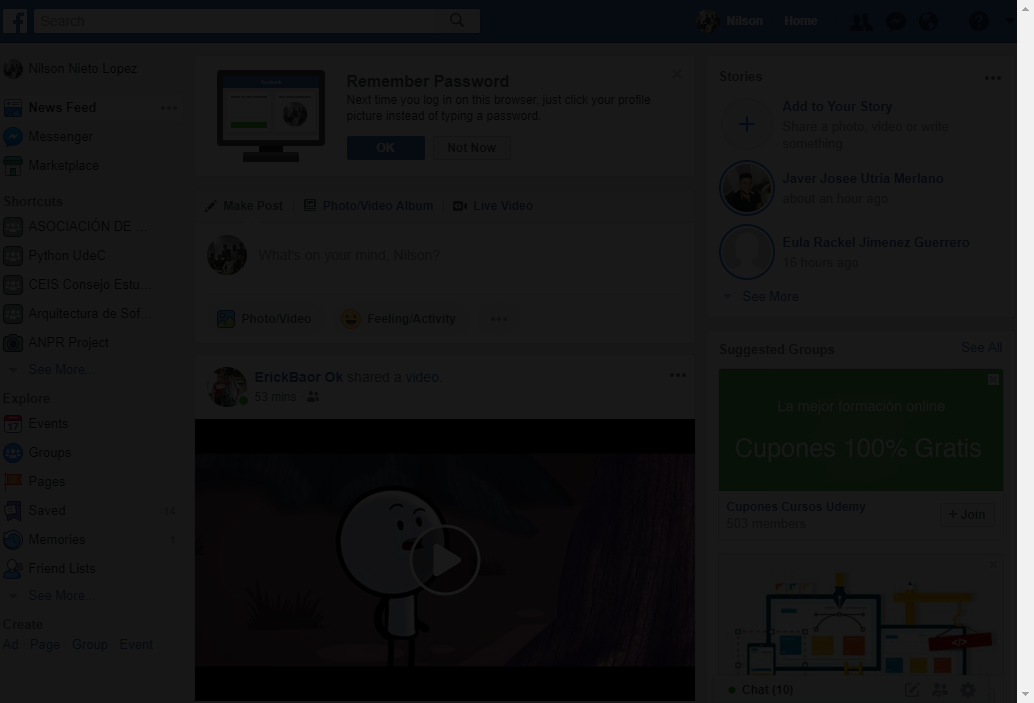 Search
Nilson
Home
Nilson Nieto Lopez
News Feed
Messenger
Marketplace
Shortcuts
ASOCIACIÓN DE ...
Python UdeC
CEIS Consejo Estu...
Arquitectura de Sof...
ANPR Project
See More...
Explore
Events
Groups
Pages
Saved 14
Memories 1
Friend Lists
See More...
Create
Ad Page Group Event
Remember Password
Next time you log in on this browser, just click your profile
picture instead of typing a password.
OK Not Now
Make Post Photo/Video Album Live Video
What's on your mind, Nilson?
Photo/Video Feeling/Activity
ErickBaor Ok shared a video
53 mins
Stories
Add to Your Story
Share a photo, video or write
something
Javer Josee Utria Merlano
about an hour ago
Eula Rackel Jimenez Guerrero
16 hours ago
See More
Suggested Groups See All
La mejor formación online
Cupones 100% Gratis
Cupones Cursos Udemy
583 members
+ Join
Chat (10)